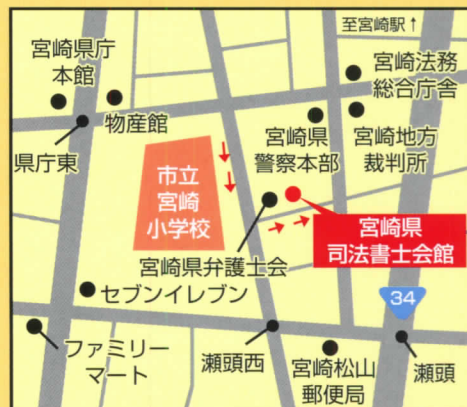 至宮崎駅↑
宮崎県庁
本館
宮崎法務
総合庁舎
物産館
県庁東
宮崎県
警察本部
宮崎地方
裁判所
市立
宮崎
小学校
宮崎県
司法書士会館
宮崎県弁護士会
セブンイレブン
34
ファミリー
マート
瀬頭西
宮崎松山
郵便局
瀬頭